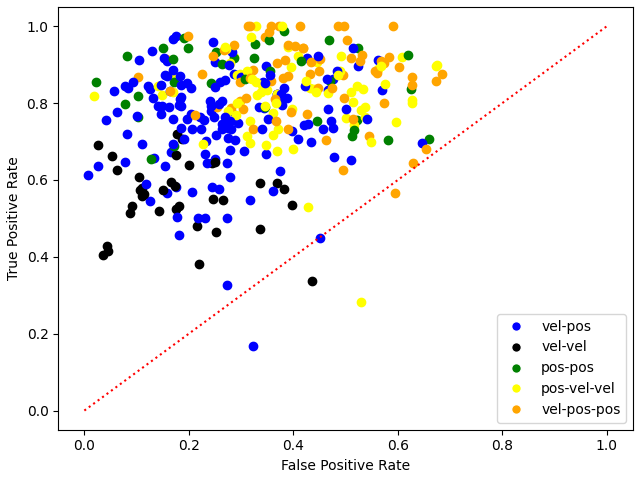 True Positive Rate
1.0
0.8
0.6
0.4
0.2
0.0
0.0 0.2 0.4 0.6 0.8 1.0
False Positive Rate
vel-pos
vel-vel
pos-pos
pos-vel-vel
vel-pos-pos